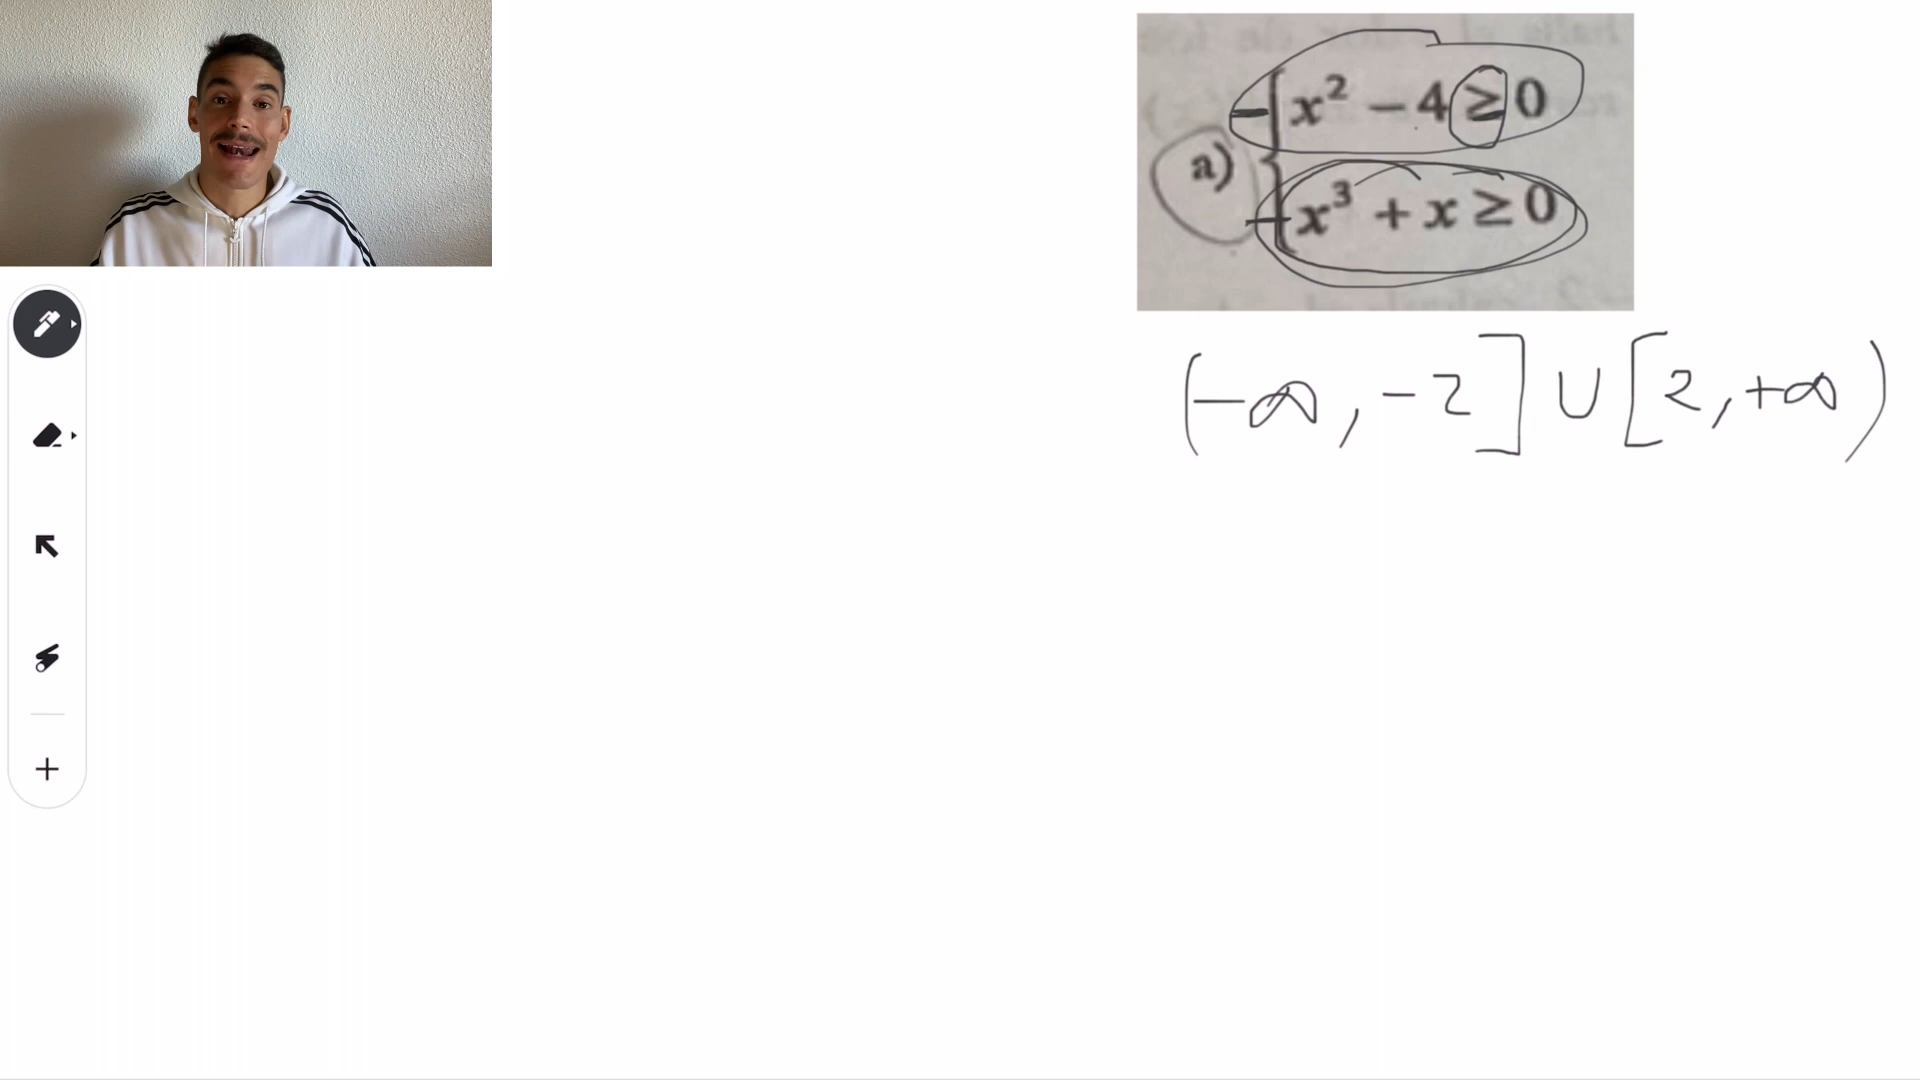 a)
x² − 4 ≥ 0
x³ + x ≥ 0
(-∞, -2] ∪ [2, +∞)